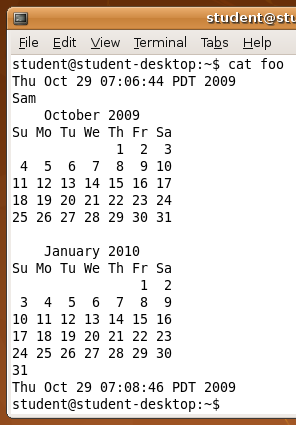 student@stud
File Edit View Terminal Tabs Help
student@student-desktop:~$ cat foo
Thu Oct 29 07:06:44 PDT 2009
Sam
    October 2009
Su Mo Tu We Th Fr Sa
             1  2  3
 4  5  6  7  8  9 10
11 12 13 14 15 16 17
18 19 20 21 22 23 24
25 26 27 28 29 30 31

    January 2010
Su Mo Tu We Th Fr Sa
                1  2
 3  4  5  6  7  8  9
10 11 12 13 14 15 16
17 18 19 20 21 22 23
24 25 26 27 28 29 30
31
Thu Oct 29 07:08:46 PDT 2009
student@student-desktop:~$